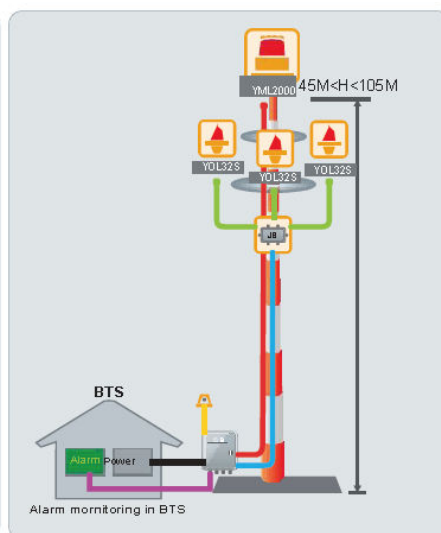 YML2000
45M<H<105M
YOL32S
YOL32S
YOL32S
JB
BTS
Alarm
Power
Alarm mornitoring in BTS